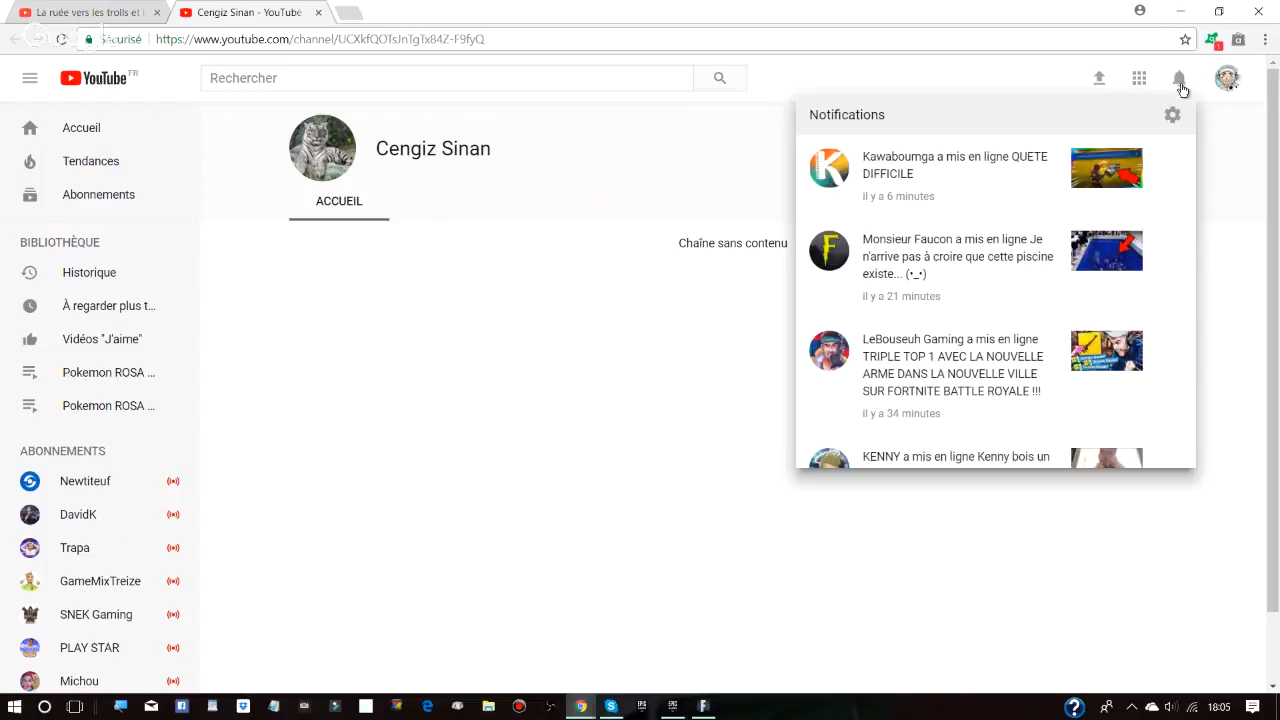 La ruée vers les trolls et l
Cengiz Sinan - YouTube
Sécurisé
https://www.youtube.com/channel/UCXkfQOTsJnTgTx84Z-F9fyQ
YouTube FR
Rechercher
Accueil
Tendances
Abonnements
BIBLIOTHÈQUE
Historique
À regarder plus t...
Vidéos "J'aime"
Pokemon ROSA ...
Pokemon ROSA ...
ABONNEMENTS
Newtiteuf
DavidK
Trapa
GameMixTreize
SNEK Gaming
PLAY STAR
Michou
Cengiz Sinan
ACCUEIL
Chaîne sans contenu
Notifications
Kawaboumga a mis en ligne QUETE
DIFFICILE
il y a 6 minutes
Monsieur Faucon a mis en ligne Je
n'arrive pas à croire que cette piscine
existe... (•_•)
il y a 21 minutes
LeBouseuh Gaming a mis en ligne
TRIPLE TOP 1 AVEC LA NOUVELLE
ARME DANS LA NOUVELLE VILLE
SUR FORTNITE BATTLE ROYALE !!!
il y a 34 minutes
KENNY a mis en ligne Kenny bois un
18:05